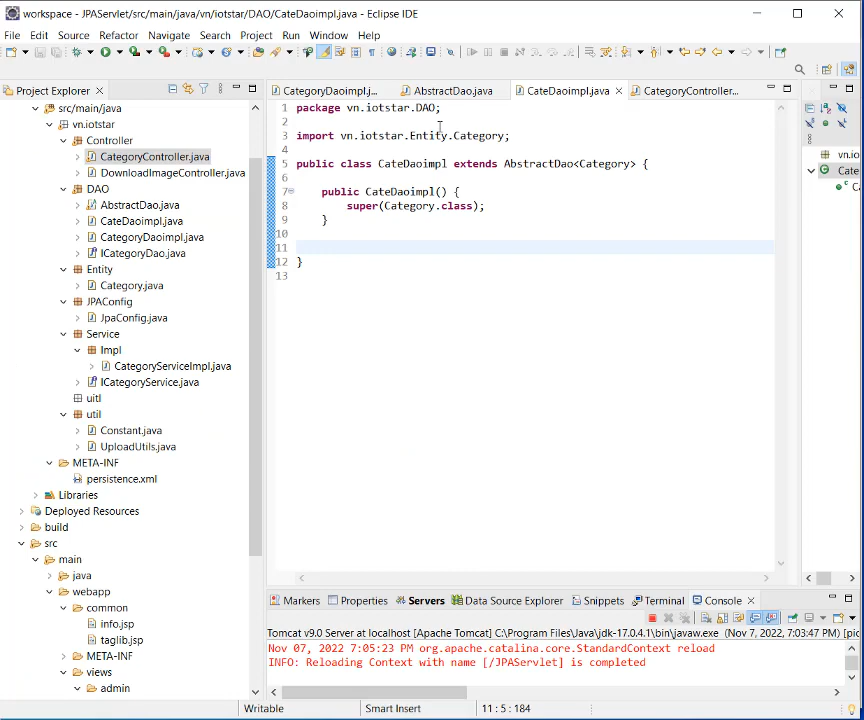 workspace - JPAServlet/src/main/java/vn/iotstar/DAO/CateDaoimpl.java - Eclipse IDE
File Edit Source Refactor Navigate Search Project Run Window Help
Project Explorer
src/main/java
vn.iotstar
Controller
CategoryController.java
DownloadImageController.java
DAO
AbstractDao.java
CateDaoimpl.java
CategoryDaoimpl.java
ICategoryDao.java
Entity
Category.java
JPAConfig
JpaConfig.java
Service
Impl
CategoryServiceImpl.java
ICategoryService.java
uitl
util
Constant.java
UploadUtils.java
META-INF
persistence.xml
Libraries
Deployed Resources
build
src
main
java
webapp
common
info.jsp
taglib.jsp
META-INF
views
admin
CategoryDaoimpl.j... AbstractDao.java CateDaoimpl.java CategoryController...
1 package vn.iotstar.DAO;
2
3 import vn.iotstar.Entity.Category;
4
5 public class CateDaoimpl extends AbstractDao<Category> {
6
7 public CateDaoimpl() {
8 super(Category.class);
9 }
10
11
12 }
13
vn.io
Cate
C
Markers Properties Servers Data Source Explorer Snippets Terminal Console
Tomcat v9.0 Server at localhost [Apache Tomcat] C:\Program Files\Java\jdk-17.0.4.1\bin\javaw.exe (Nov 7, 2022 7:03:47 PM) [pic
Nov 07, 2022 7:05:23 PM org.apache.catalina.core.StandardContext reload
INFO: Reloading Context with name [/JPAServlet] is completed
Writable Smart Insert 11 : 5 : 184